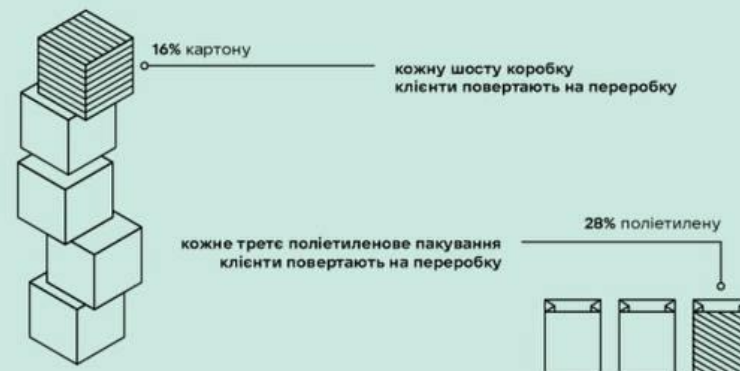 16% картону
кожну шосту коробку
клієнти повертають на переробку
28% поліетилену
кожне третє поліетиленове пакування
клієнти повертають на переробку